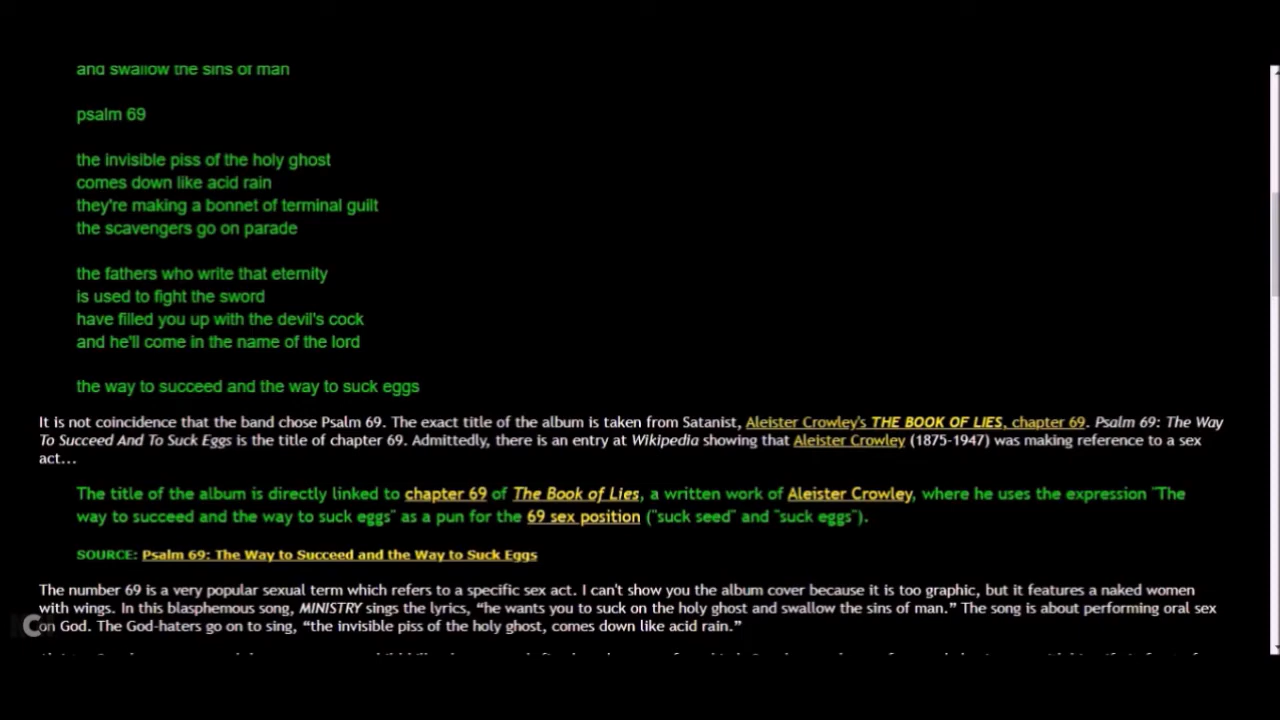 and swallow the sins of man
psalm 69
the invisible piss of the holy ghost
comes down like acid rain
they're making a bonnet of terminal guilt
the scavengers go on parade
the fathers who write that eternity
is used to fight the sword
have filled you up with the devil's cock
and he'll come in the name of the lord
the way to succeed and the way to suck eggs
It is not coincidence that the band chose Psalm 69. The exact title of the album is taken from Satanist, Aleister Crowley's THE BOOK OF LIES, chapter 69. Psalm 69: The Way
To Succeed And To Suck Eggs is the title of chapter 69. Admittedly, there is an entry at Wikipedia showing that Aleister Crowley (1875-1947) was making reference to a sex
act...
The title of the album is directly linked to chapter 69 of The Book of Lies, a written work of Aleister Crowley, where he uses the expression "The
way to succeed and the way to suck eggs" as a pun for the 69 sex position ("suck seed" and "suck eggs").
SOURCE: Psalm 69: The Way to Succeed and the Way to Suck Eggs
The number 69 is a very popular sexual term which refers to a specific sex act. I can't show you the album cover because it is too graphic, but it features a naked women
with wings. In this blasphemous song, MINISTRY sings the lyrics, “he wants you to suck on the holy ghost and swallow the sins of man.” The song is about performing oral sex
on God. The God-haters go on to sing, “the invisible piss of the holy ghost, comes down like acid rain.”